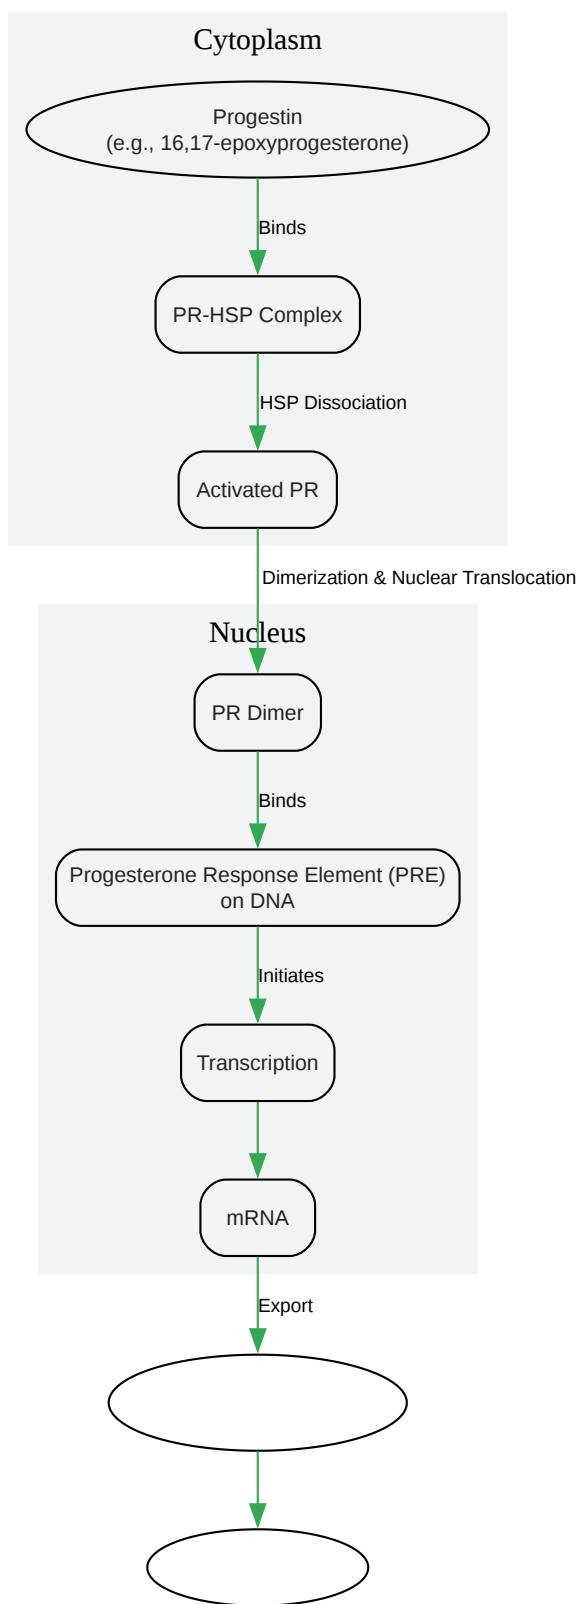 Cytoplasm
Progestin
(e.g., 16,17-epoxyprogesterone)
Binds
PR-HSP Complex
HSP Dissociation
Activated PR
Dimerization & Nuclear Translocation
Nucleus
PR Dimer
Binds
Progesterone Response Element (PRE)
on DNA
Initiates
Transcription
mRNA
Export